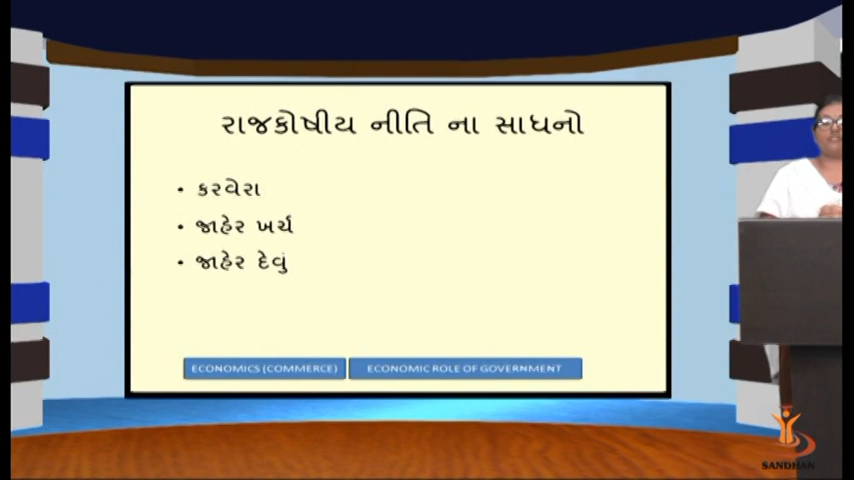 રાજકોષીય નીતિ ના સાધનો
• કરવેરા
• જાહેર ખર્ચ
• જાહેર દેવું
ECONOMICS (COMMERCE) ECONOMIC ROLE OF GOVERNMENT
SANDHAN